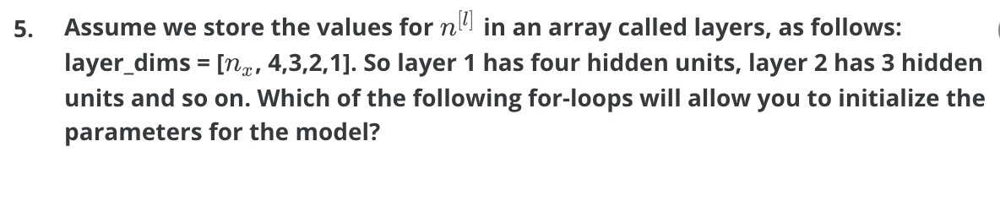 5. Assume we store the values for n^[l] in an array called layers, as follows:
layer_dims = [n_x, 4,3,2,1]. So layer 1 has four hidden units, layer 2 has 3 hidden
units and so on. Which of the following for-loops will allow you to initialize the
parameters for the model?